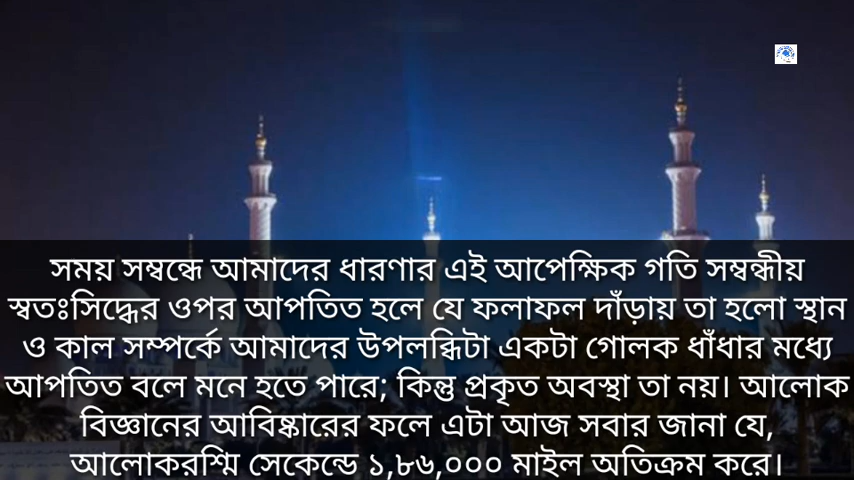 সময় সম্বন্ধে আমাদের ধারণার এই আপেক্ষিক গতি সম্বন্ধীয়
স্বতঃসিদ্ধের ওপর আপতিত হলে যে ফলাফল দাঁড়ায় তা হলো স্থান
ও কাল সম্পর্কে আমাদের উপলব্ধিটা একটা গোলক ধাঁধার মধ্যে
আপতিত বলে মনে হতে পারে; কিন্তু প্রকৃত অবস্থা তা নয়। আলোক
বিজ্ঞানের আবিষ্কারের ফলে এটা আজ সবার জানা যে,
আলোকরশ্মি সেকেন্ডে ১,৮৬,০০০ মাইল অতিক্রম করে।